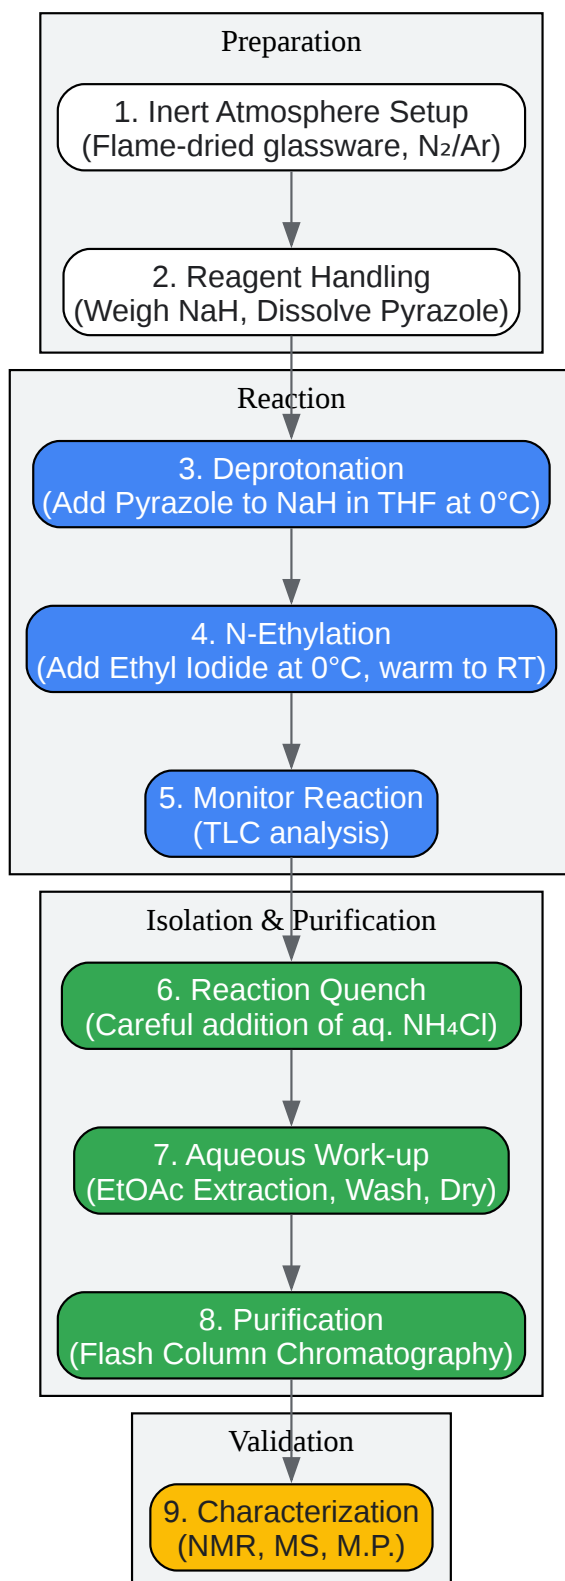 Preparation
1. Inert Atmosphere Setup
(Flame-dried glassware, N₂/Ar)
2. Reagent Handling
(Weigh NaH, Dissolve Pyrazole)
Reaction
3. Deprotonation
(Add Pyrazole to NaH in THF at 0°C)
4. N-Ethylation
(Add Ethyl Iodide at 0°C, warm to RT)
5. Monitor Reaction
(TLC analysis)
Isolation & Purification
6. Reaction Quench
(Careful addition of aq. NH₄Cl)
7. Aqueous Work-up
(EtOAc Extraction, Wash, Dry)
8. Purification
(Flash Column Chromatography)
Validation
9. Characterization
(NMR, MS, M.P.)